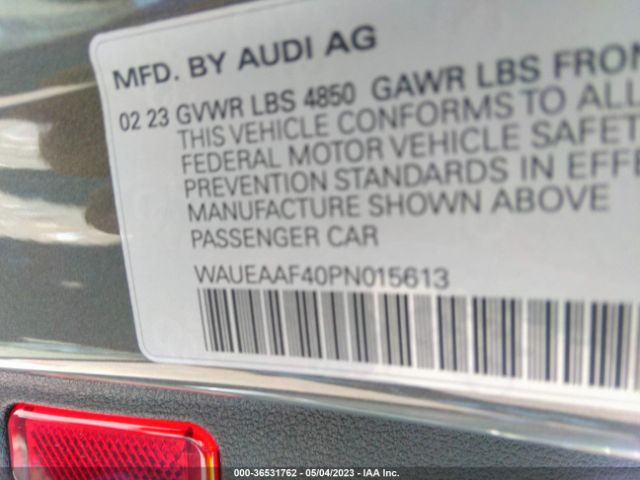 MFD. BY AUDI AG
02 23 GVWR LBS 4850 GAWR LBS FRON
THIS VEHICLE CONFORMS TO ALL
FEDERAL MOTOR VEHICLE SAFET
PREVENTION STANDARDS IN EFFE
MANUFACTURE SHOWN ABOVE
PASSENGER CAR
WAUEAAF40PN015613
000-36531762 - 05/04/2023 - IAA Inc.